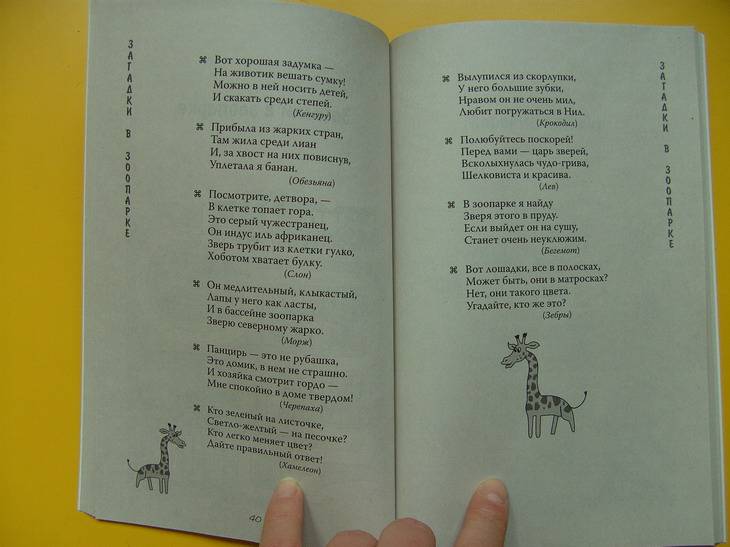 ЗАГАДКИ В ЗООПАРКЕ
⌘ Вот хорошая задумка —
На животик вешать сумку!
Можно в ней носить детей,
И скакать среди степей.
(Кенгуру)
⌘ Прибыла из жарких стран,
Там жила среди лиан
И, за хвост на них повиснув,
Уплетала я банан.
(Обезьяна)
⌘ Посмотрите, детвора, —
В клетке топает гора.
Это серый чужестранец,
Он индус иль африканец.
Зверь трубит из клетки гулко,
Хоботом хватает булку.
(Слон)
⌘ Он медлительный, клыкастый,
Лапы у него как ласты,
И в бассейне зоопарка
Зверю северному жарко.
(Морж)
⌘ Панцирь — это не рубашка,
Это домик, в нем не страшно.
И хозяйка смотрит гордо —
Мне спокойно в доме твердом!
(Черепаха)
⌘ Кто зеленый на листочке,
Светло-желтый — на песочке?
Кто легко меняет цвет?
Дайте правильный ответ!
(Хамелеон)
40
⌘ Вылупился из скорлупки,
У него большие зубки,
Нравом он не очень мил,
Любит погружаться в Нил.
(Крокодил)
⌘ Полюбуйтесь поскорей!
Перед вами — царь зверей,
Всколыхнулась чудо-грива,
Шелковиста и красива.
(Лев)
⌘ В зоопарке я найду
Зверя этого в пруду.
Если выйдет он на сушу,
Станет очень неуклюжим.
(Бегемот)
⌘ Вот лошадки, все в полосках,
Может быть, они в матросках?
Нет, они такого цвета.
Угадайте, кто же это?
(Зебры)
ЗАГАДКИ В ЗООПАРКЕ